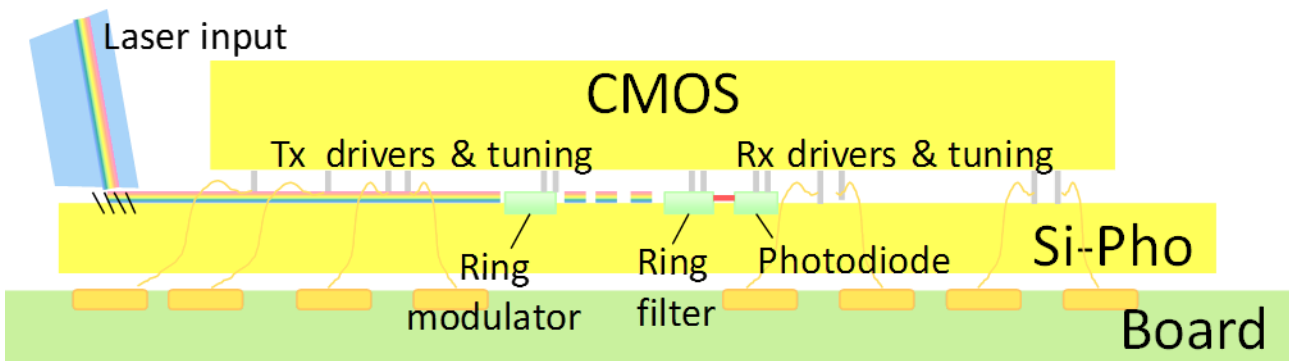 Laser input
CMOS
Tx drivers & tuning
Rx drivers & tuning
Ring
modulator
Ring
filter
Photodiode
Si-Pho
Board